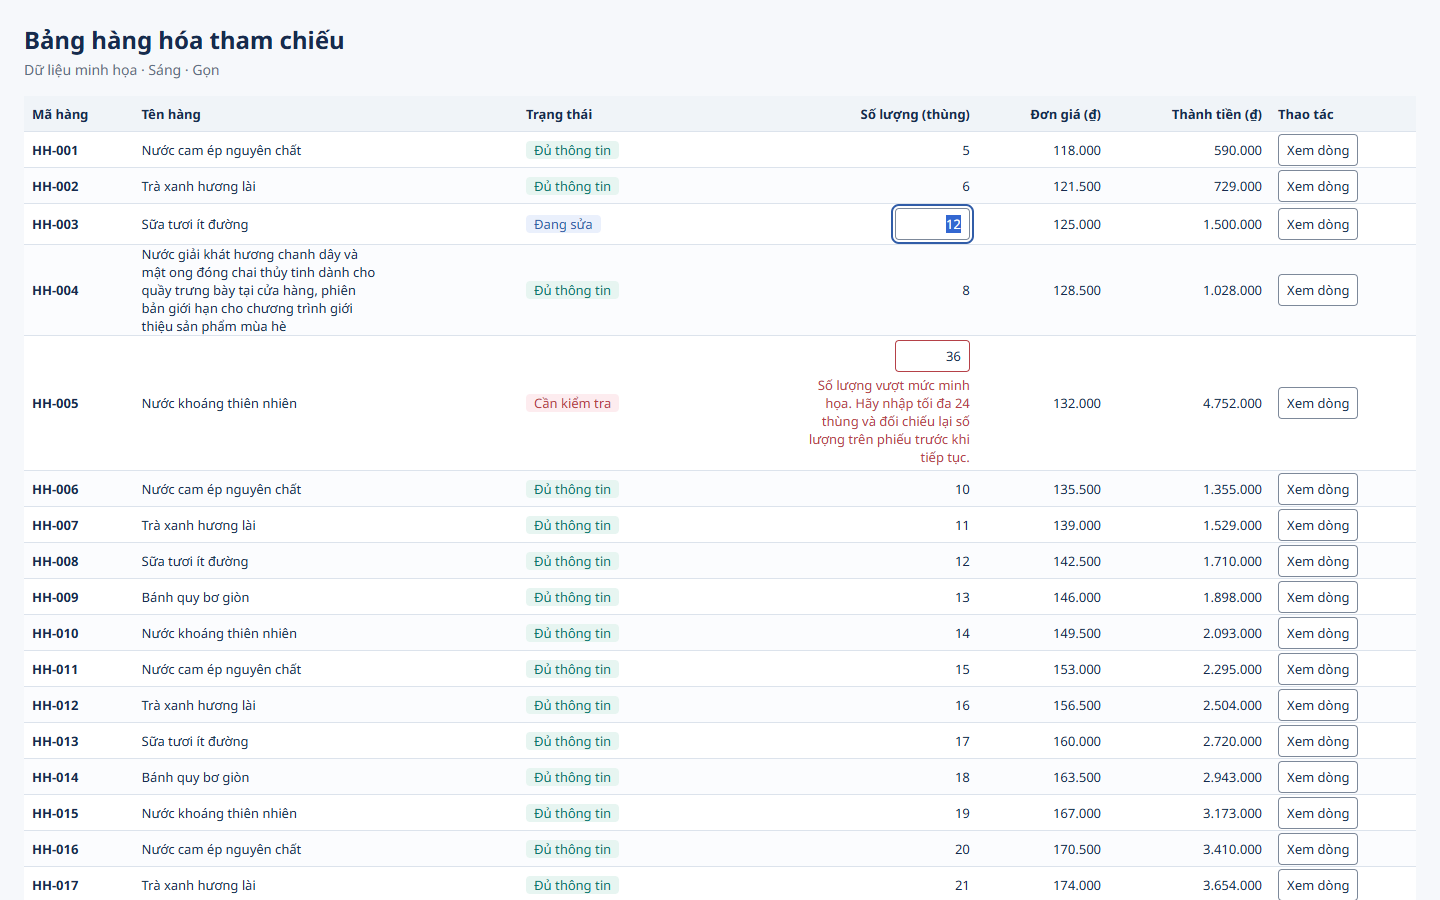 Bảng hàng hóa tham chiếu
Dữ liệu minh họa · Sáng · Gọn
Mã hàng Tên hàng Trạng thái Số lượng (thùng) Đơn giá (₫) Thành tiền (₫) Thao tác
HH-001 Nước cam ép nguyên chất Đủ thông tin 5 118.000 590.000 Xem dòng
HH-002 Trà xanh hương lài Đủ thông tin 6 121.500 729.000 Xem dòng
HH-003 Sữa tươi ít đường Đang sửa 12 125.000 1.500.000 Xem dòng
HH-004 Nước giải khát hương chanh dây và
mật ong đóng chai thủy tinh dành cho
quầy trưng bày tại cửa hàng, phiên
bản giới hạn cho chương trình giới
thiệu sản phẩm mùa hè
Đủ thông tin 8 128.500 1.028.000 Xem dòng
HH-005 Nước khoáng thiên nhiên Cần kiểm tra 36
Số lượng vượt mức minh
họa. Hãy nhập tối đa 24
thùng và đối chiếu lại số
lượng trên phiếu trước khi
tiếp tục.
132.000 4.752.000 Xem dòng
HH-006 Nước cam ép nguyên chất Đủ thông tin 10 135.500 1.355.000 Xem dòng
HH-007 Trà xanh hương lài Đủ thông tin 11 139.000 1.529.000 Xem dòng
HH-008 Sữa tươi ít đường Đủ thông tin 12 142.500 1.710.000 Xem dòng
HH-009 Bánh quy bơ giòn Đủ thông tin 13 146.000 1.898.000 Xem dòng
HH-010 Nước khoáng thiên nhiên Đủ thông tin 14 149.500 2.093.000 Xem dòng
HH-011 Nước cam ép nguyên chất Đủ thông tin 15 153.000 2.295.000 Xem dòng
HH-012 Trà xanh hương lài Đủ thông tin 16 156.500 2.504.000 Xem dòng
HH-013 Sữa tươi ít đường Đủ thông tin 17 160.000 2.720.000 Xem dòng
HH-014 Bánh quy bơ giòn Đủ thông tin 18 163.500 2.943.000 Xem dòng
HH-015 Nước khoáng thiên nhiên Đủ thông tin 19 167.000 3.173.000 Xem dòng
HH-016 Nước cam ép nguyên chất Đủ thông tin 20 170.500 3.410.000 Xem dòng
HH-017 Trà xanh hương lài Đủ thông tin 21 174.000 3.654.000 Xem dòng